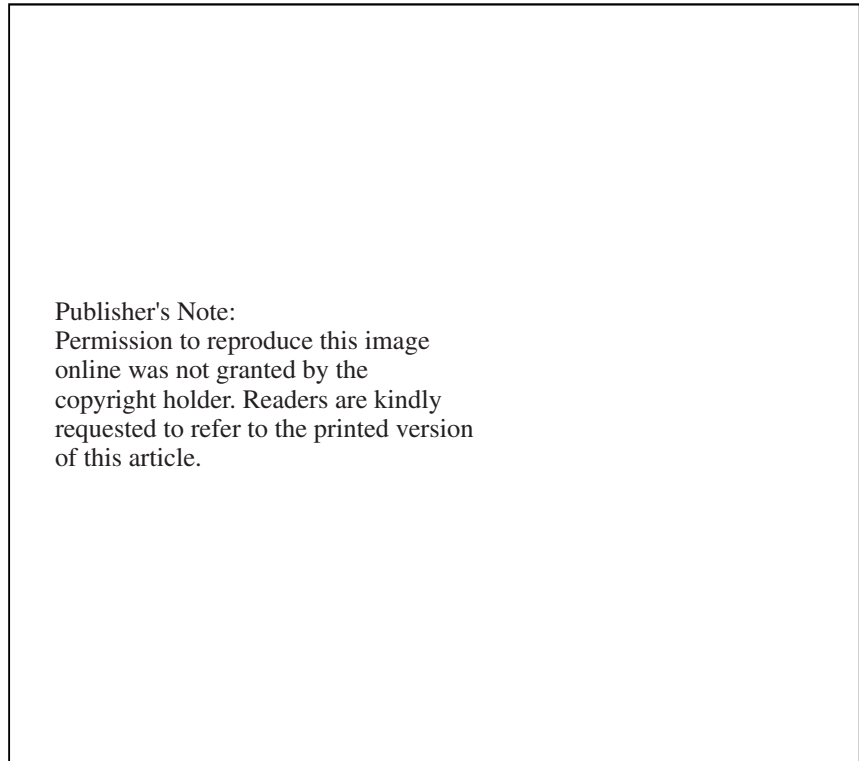 Publisher's Note:
Permission to reproduce this image
online was not granted by the
copyright holder. Readers are kindly
requested to refer to the printed version
of this article.